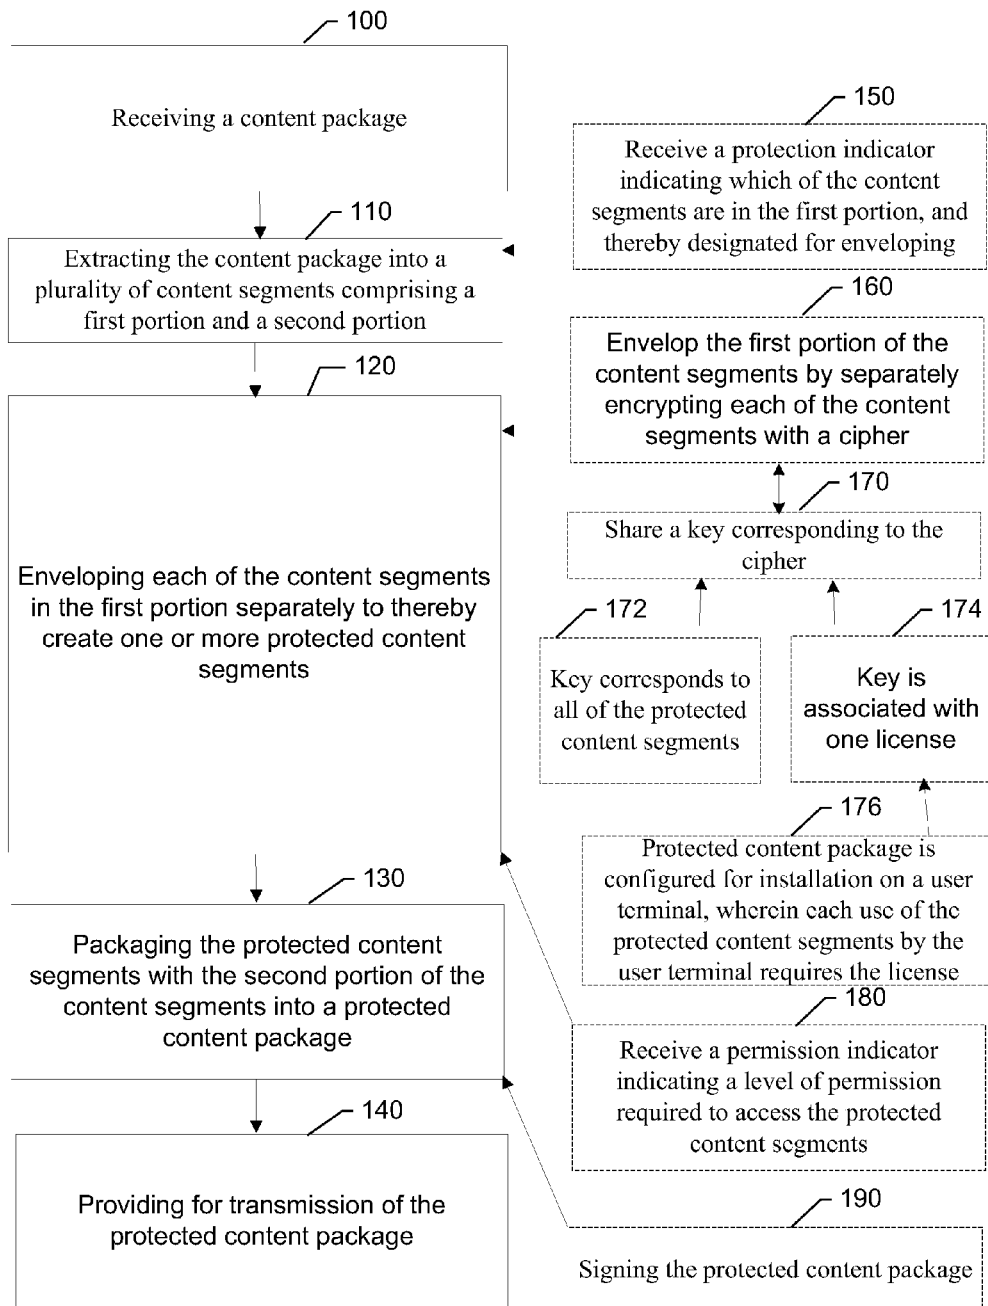 100
Receiving a content package
110
Extracting the content package into a
plurality of content segments comprising a
first portion and a second portion
120
Enveloping each of the content segments
in the first portion separately to thereby
create one or more protected content
segments
130
Packaging the protected content
segments with the second portion of the
content segments into a protected
content package
140
Providing for transmission of the
protected content package
150
Receive a protection indicator
indicating which of the content
segments are in the first portion, and
thereby designated for enveloping
160
Envelop the first portion of the
content segments by separately
encrypting each of the content
segments with a cipher
170
Share a key corresponding to the
cipher
172
Key corresponds to
all of the protected
content segments
174
Key is
associated with
one license
176
Protected content package is
configured for installation on a user
terminal, wherein each use of the
protected content segments by the
user terminal requires the license
180
Receive a permission indicator
indicating a level of permission
required to access the protected
content segments
190
Signing the protected content package